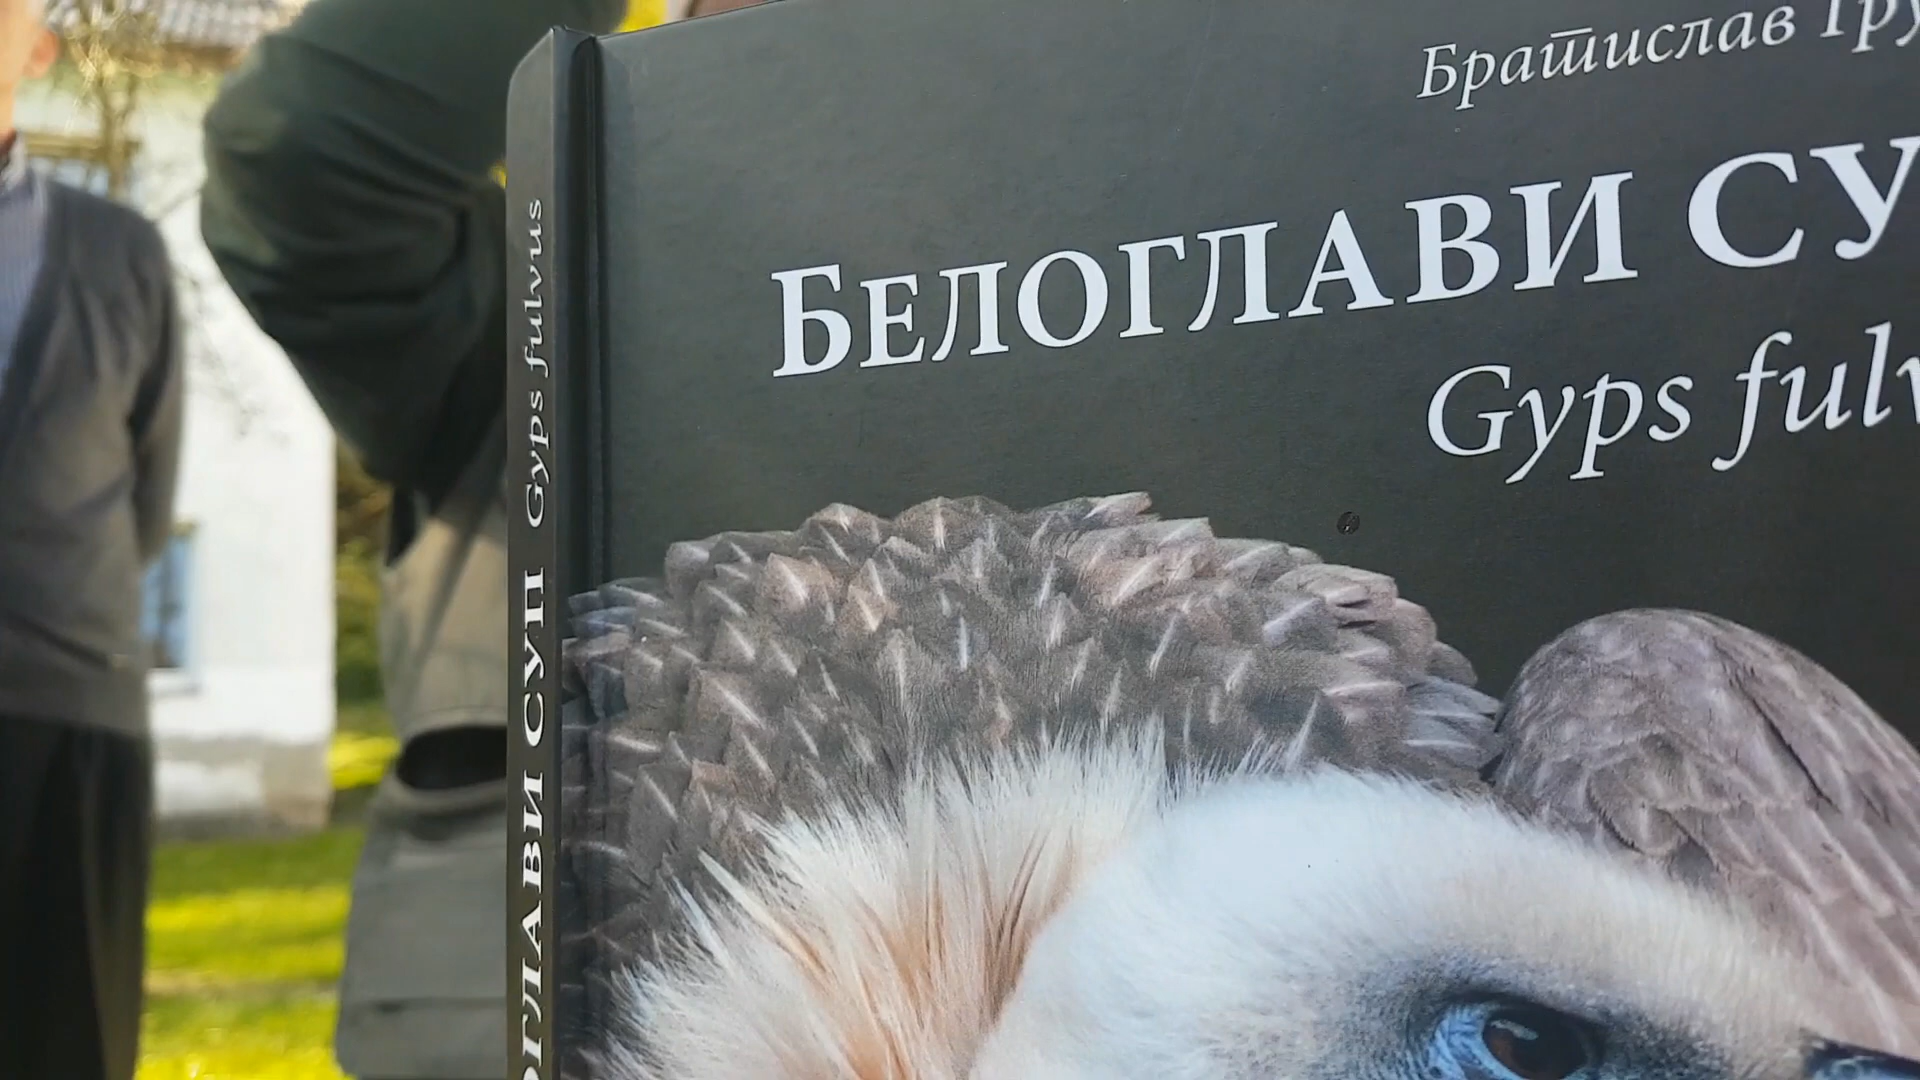 Братислав Гру
БЕЛОГЛАВИ СУ
Gyps fulv
ОГЛАВИ СУП Gyps fulvus